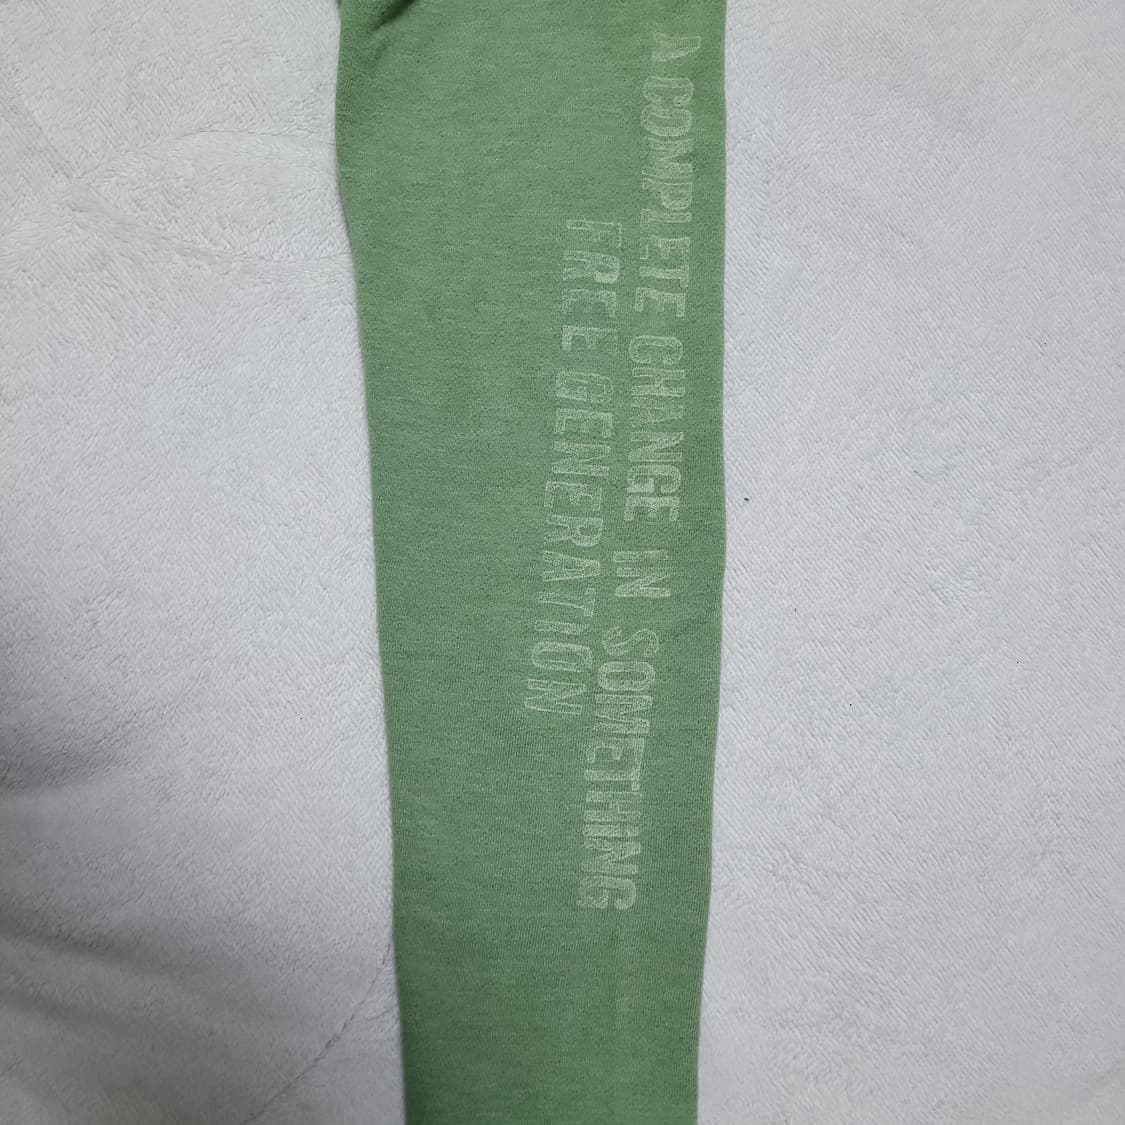 A COMPLETE CHANGE IN SOMETHING
FREE GENERATION